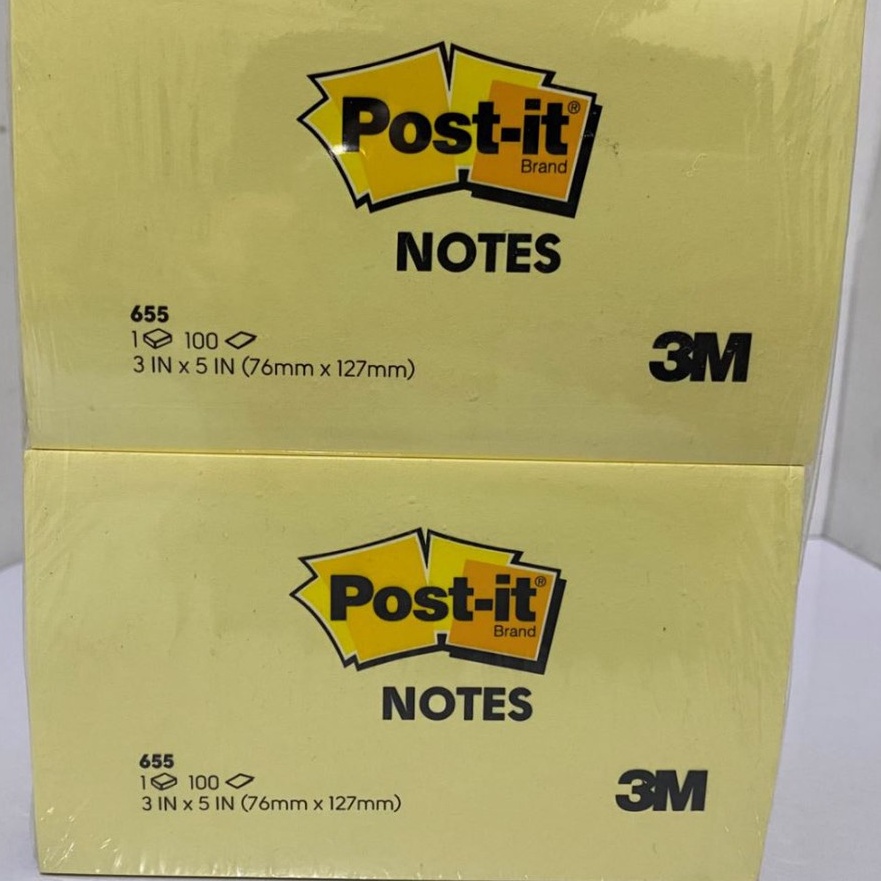 Post-it®
Brand
NOTES
655
1 100
3 IN x 5 IN (76mm x 127mm)
3M
Post-it®
Brand
NOTES
655
1 100
3 IN x 5 IN (76mm x 127mm)
3M